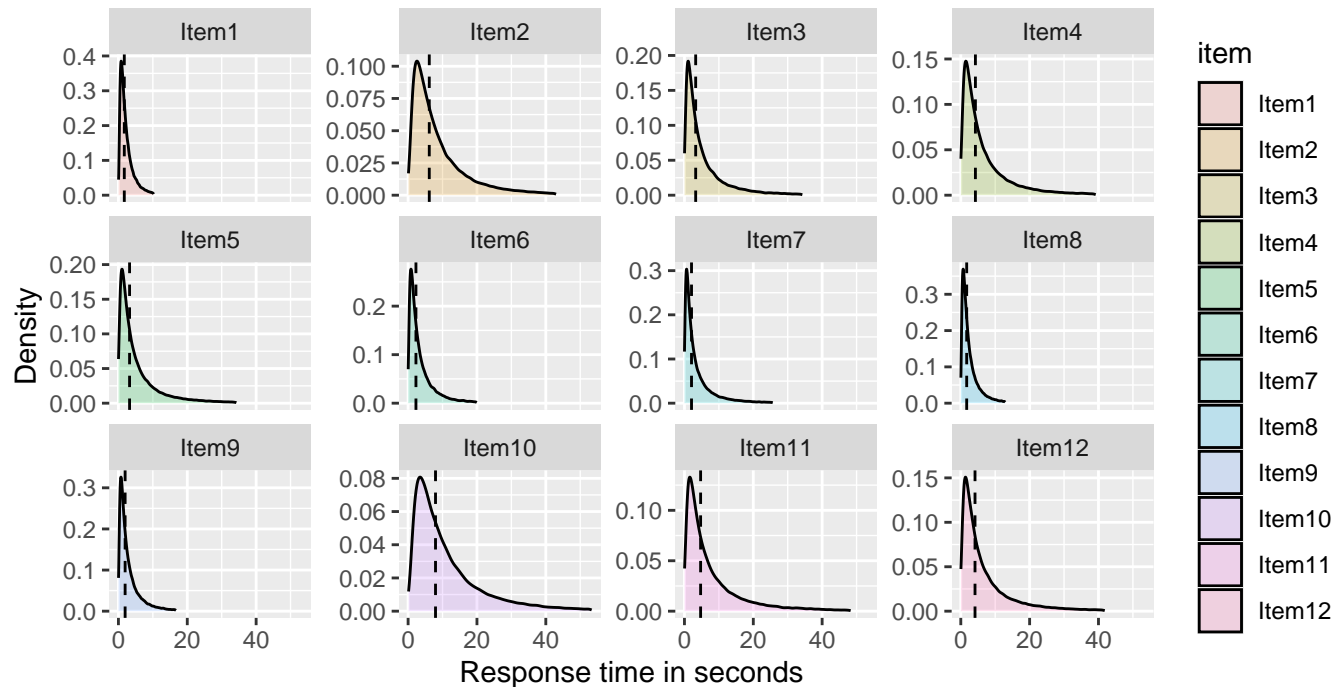 Item1 Item2 Item3 Item4
0.4 0.3 0.2 0.1 0.0
0.100 0.075 0.050 0.025 0.000
0.20 0.15 0.10 0.05 0.00
0.15 0.10 0.05 0.00
Item5 Item6 Item7 Item8
0.20 0.15 0.10 0.05 0.00
0.2 0.1 0.0
0.3 0.2 0.1 0.0
0.3 0.2 0.1 0.0
Item9 Item10 Item11 Item12
0.3 0.2 0.1 0.0
0.08 0.06 0.04 0.02 0.00
0.10 0.05 0.00
0.15 0.10 0.05 0.00
0 20 40 0 20 40 0 20 40 0 20 40
Density
Response time in seconds
item
Item1
Item2
Item3
Item4
Item5
Item6
Item7
Item8
Item9
Item10
Item11
Item12